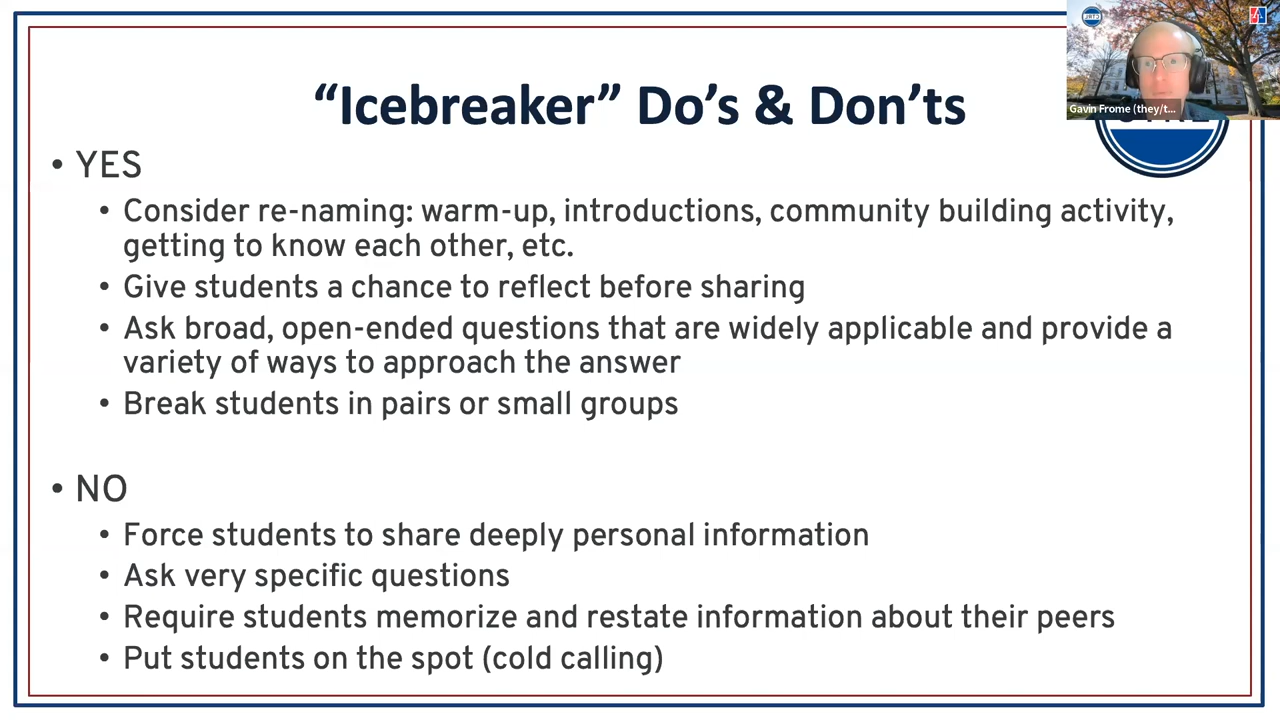 “Icebreaker” Do’s & Don’ts
Gavin Frome (they/t...
• YES
• Consider re-naming: warm-up, introductions, community building activity,
getting to know each other, etc.
• Give students a chance to reflect before sharing
• Ask broad, open-ended questions that are widely applicable and provide a
variety of ways to approach the answer
• Break students in pairs or small groups
• NO
• Force students to share deeply personal information
• Ask very specific questions
• Require students memorize and restate information about their peers
• Put students on the spot (cold calling)